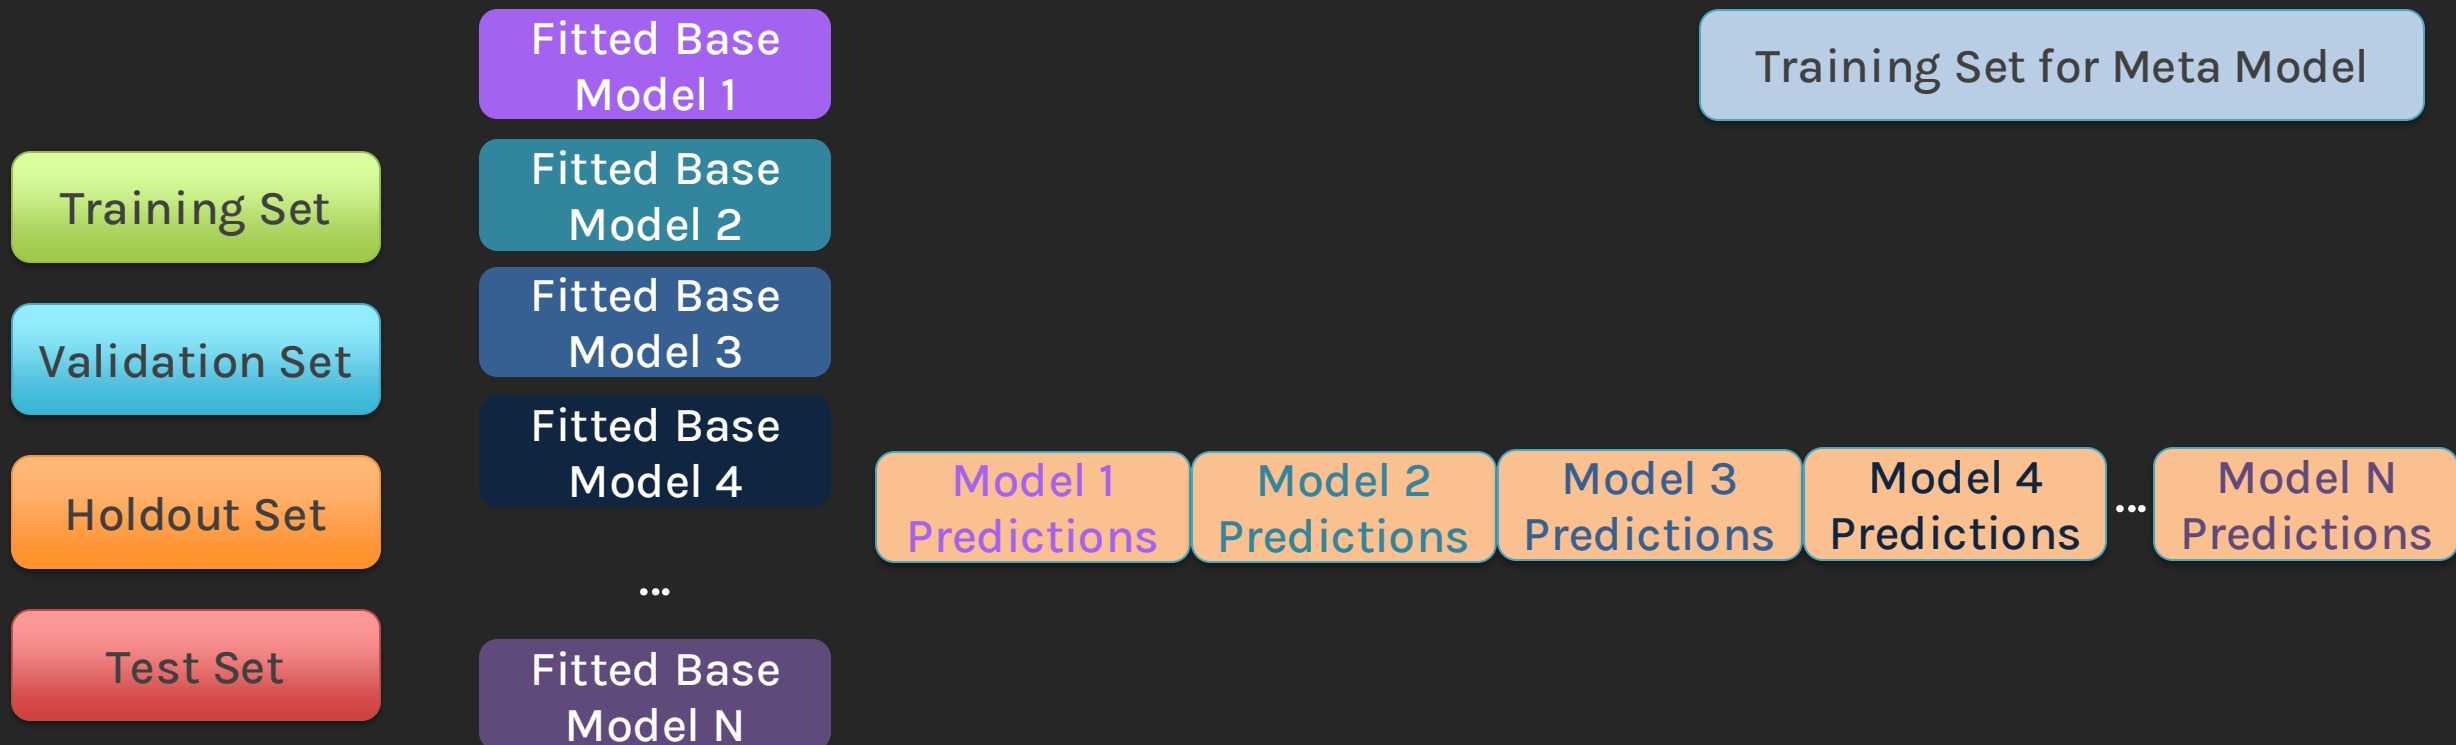 Training Set
Validation Set
Holdout Set
Test Set
Fitted Base
Model 1
Fitted Base
Model 2
Fitted Base
Model 3
Fitted Base
Model 4
...
Fitted Base
Model N
Training Set for Meta Model
Model 1
Predictions
Model 2
Predictions
Model 3
Predictions
Model 4
Predictions
...
Model N
Predictions